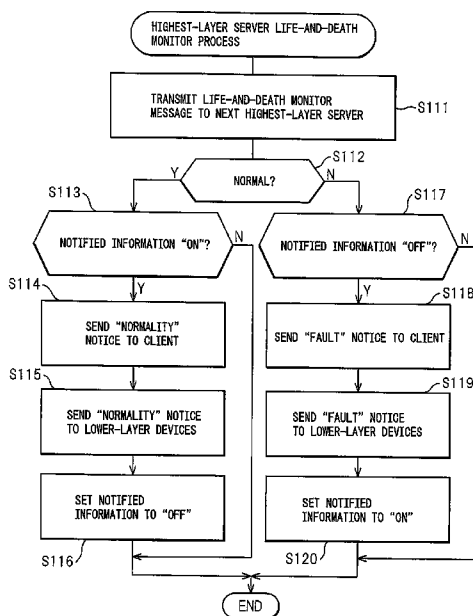 HIGHEST-LAYER SERVER LIFE-AND-DEATH
MONITOR PROCESS
TRANSMIT LIFE-AND-DEATH MONITOR
MESSAGE TO NEXT HIGHEST-LAYER SERVER
S111
S112
Y
NORMAL?
N
S113
NOTIFIED INFORMATION "ON"?
N
S117
NOTIFIED INFORMATION "OFF"?
N
Y
Y
S114
SEND "NORMALITY"
NOTICE TO CLIENT
S118
SEND "FAULT" NOTICE TO CLIENT
S115
SEND "NORMALITY" NOTICE
TO LOWER-LAYER DEVICES
S119
SEND "FAULT" NOTICE
TO LOWER-LAYER DEVICES
SET NOTIFIED
INFORMATION TO "OFF"
S116
SET NOTIFIED
INFORMATION TO "ON"
S120
END